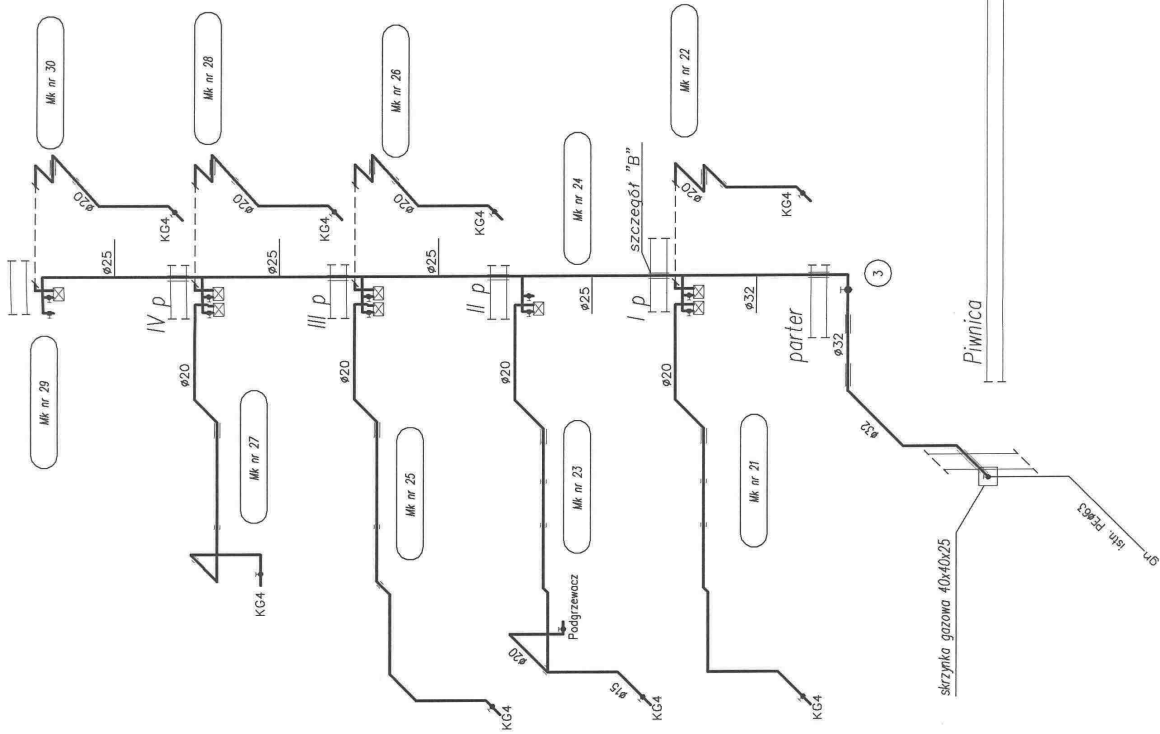 Mk nr 30
Mk nr 28
Mk nr 26
Mk nr 22
ø20
KG4
ø20
KG4
ø20
KG4
ø20
KG4
Mk nr 24
szczegół "B"
ø25
ø25
ø25
ø25
ø32
3
IV p
III p
II p
I p
parter
Piwnica
Mk nr 29
ø20
ø20
ø20
ø20
ø32
ø32
Mk nr 27
Mk nr 25
Mk nr 23
Mk nr 21
KG4
KG4
ø20
Podgrzewacz
ø15
KG4
KG4
skrzynka gazowa 40x40x25
gn istn. PEø63